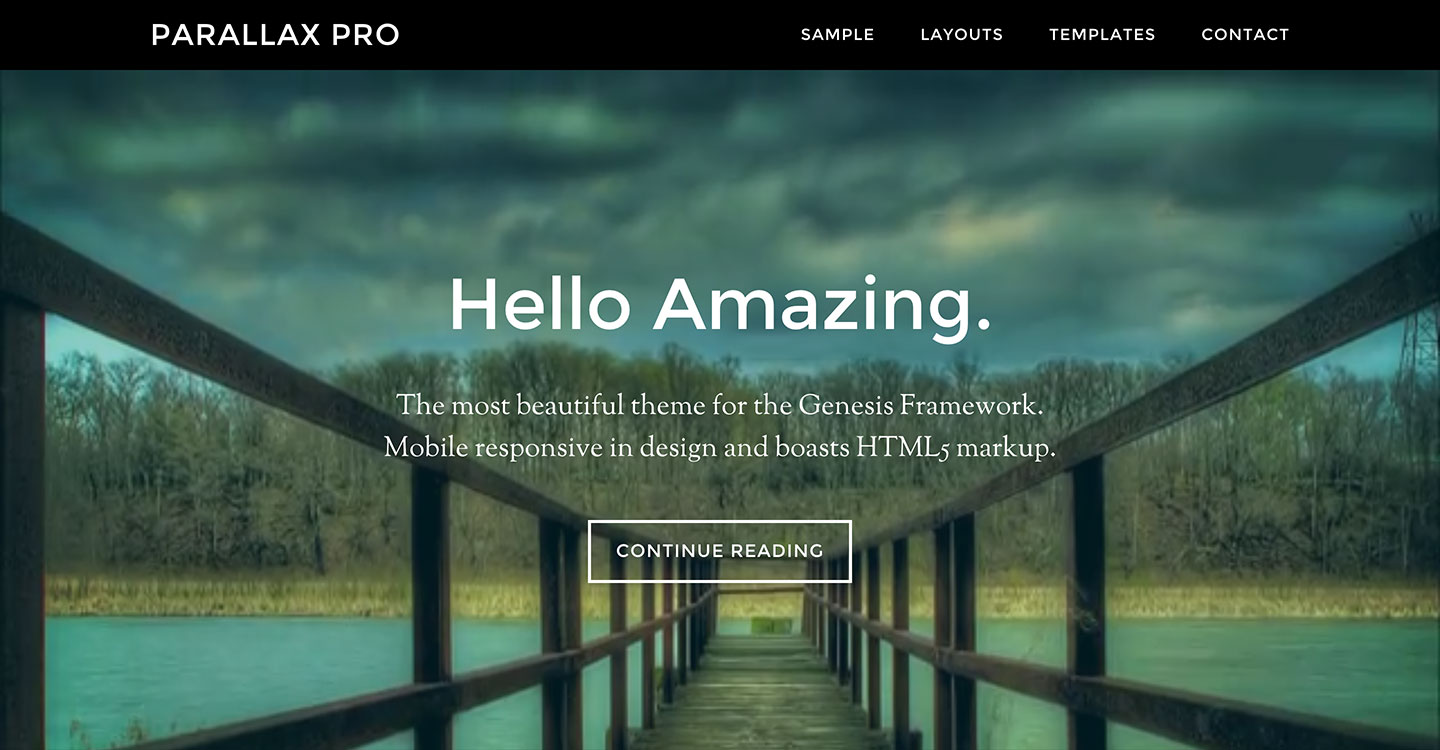 PARALLAX PRO
SAMPLE LAYOUTS TEMPLATES CONTACT
Hello Amazing.
The most beautiful theme for the Genesis Framework.
Mobile responsive in design and boasts HTML5 markup.
CONTINUE READING